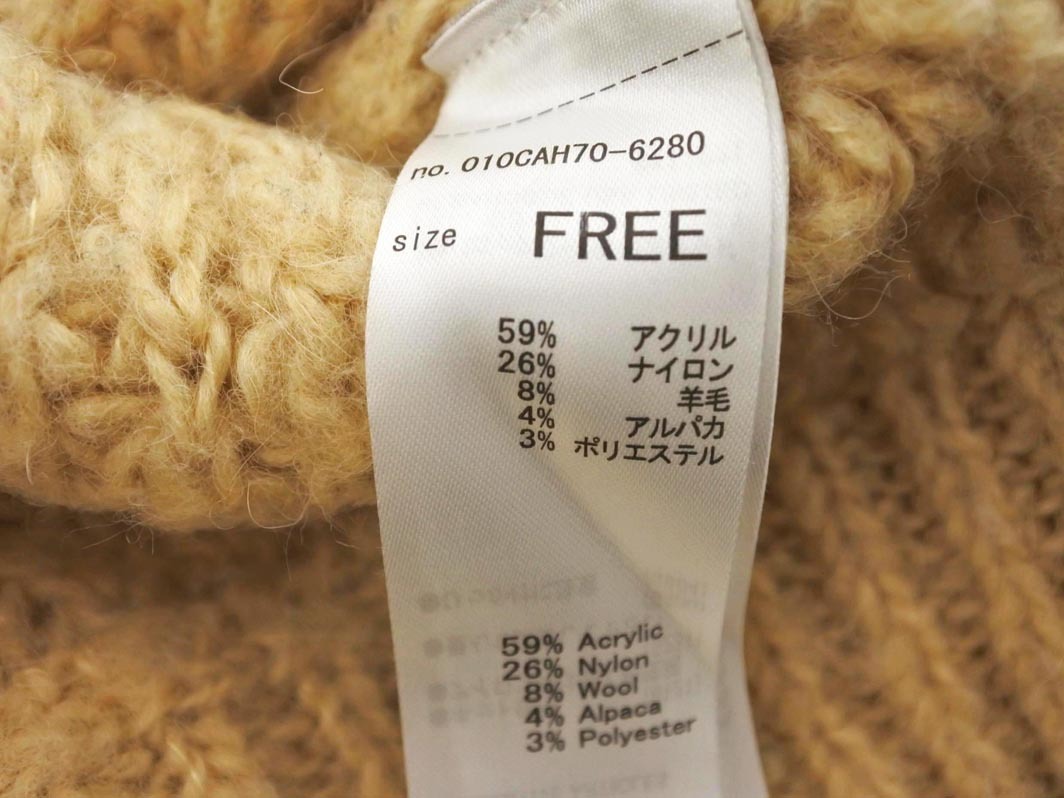 no. 010CAH70-6280
size FREE
59% アクリル
26% ナイロン
8% 羊毛
4% アルパカ
3% ポリエステル
59% Acrylic
26% Nylon
8% Wool
4% Alpaca
3% Polyester